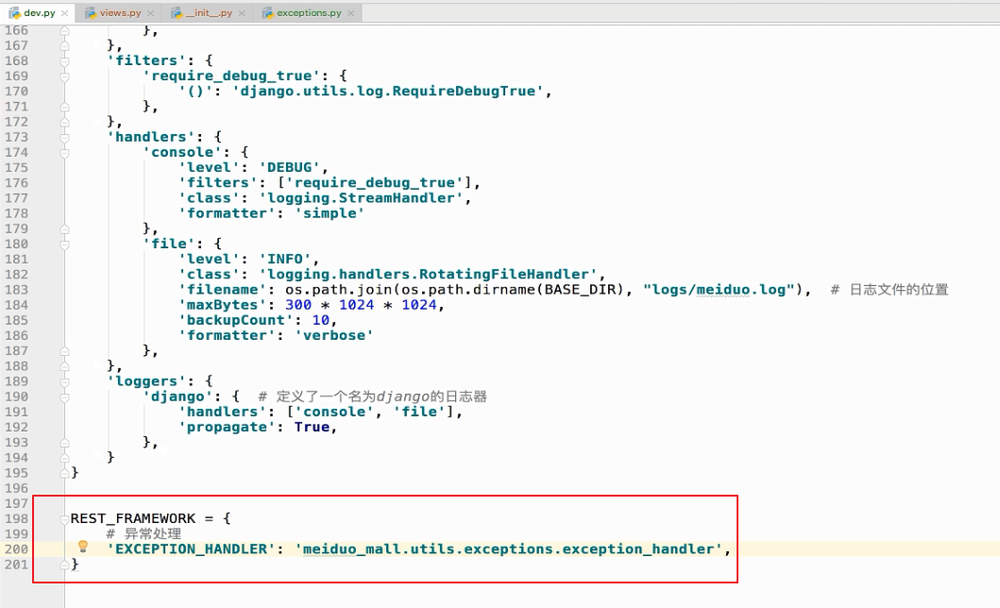 dev.py views.py __init__.py exceptions.py
166 },
167 },
168 'filters': {
169 'require_debug_true': {
170 '()': 'django.utils.log.RequireDebugTrue',
171 },
172 },
173 'handlers': {
174 'console': {
175 'level': 'DEBUG',
176 'filters': ['require_debug_true'],
177 'class': 'logging.StreamHandler',
178 'formatter': 'simple'
179 },
180 'file': {
181 'level': 'INFO',
182 'class': 'logging.handlers.RotatingFileHandler',
183 'filename': os.path.join(os.path.dirname(BASE_DIR), "logs/meiduo.log"), # 日志文件的位置
184 'maxBytes': 300 * 1024 * 1024,
185 'backupCount': 10,
186 'formatter': 'verbose'
187 },
188 },
189 'loggers': {
190 'django': { # 定义了一个名为django的日志器
191 'handlers': ['console', 'file'],
192 'propagate': True,
193 },
194 }
195 }
196
197
198 REST_FRAMEWORK = {
199 # 异常处理
200 'EXCEPTION_HANDLER': 'meiduo_mall.utils.exceptions.exception_handler',
201 }